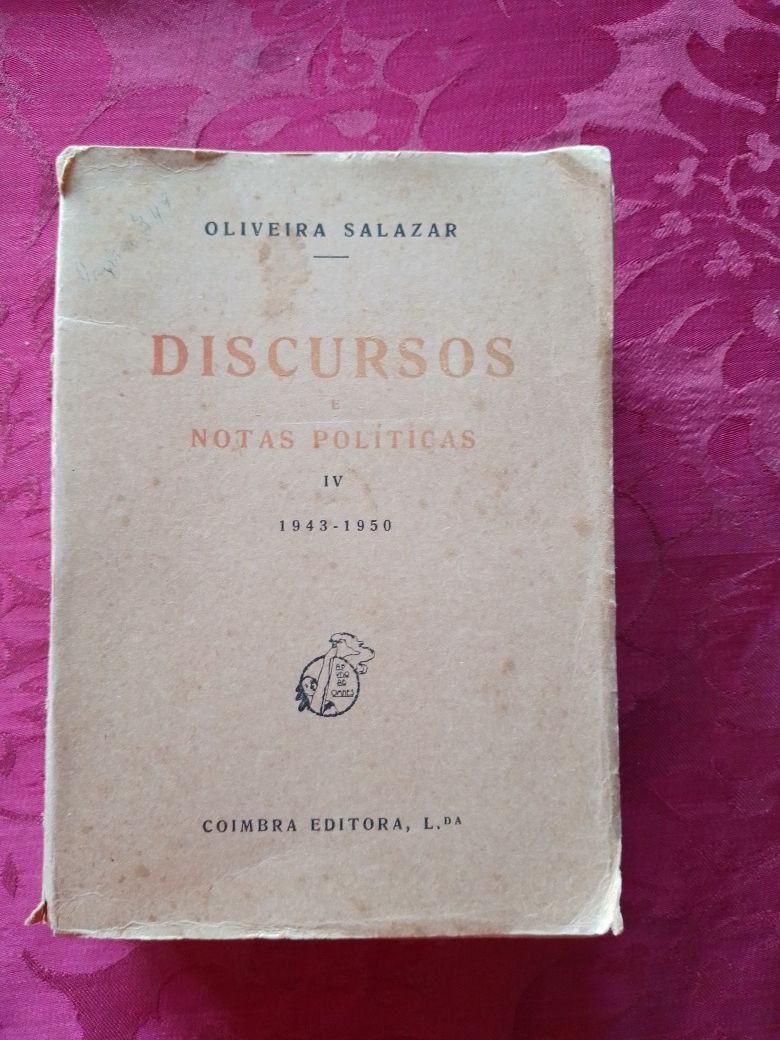 OLIVEIRA SALAZAR
DISCURSOS
E
NOTAS POLÍTICAS
IV
1943-1950
COIMBRA EDITORA, L.DA